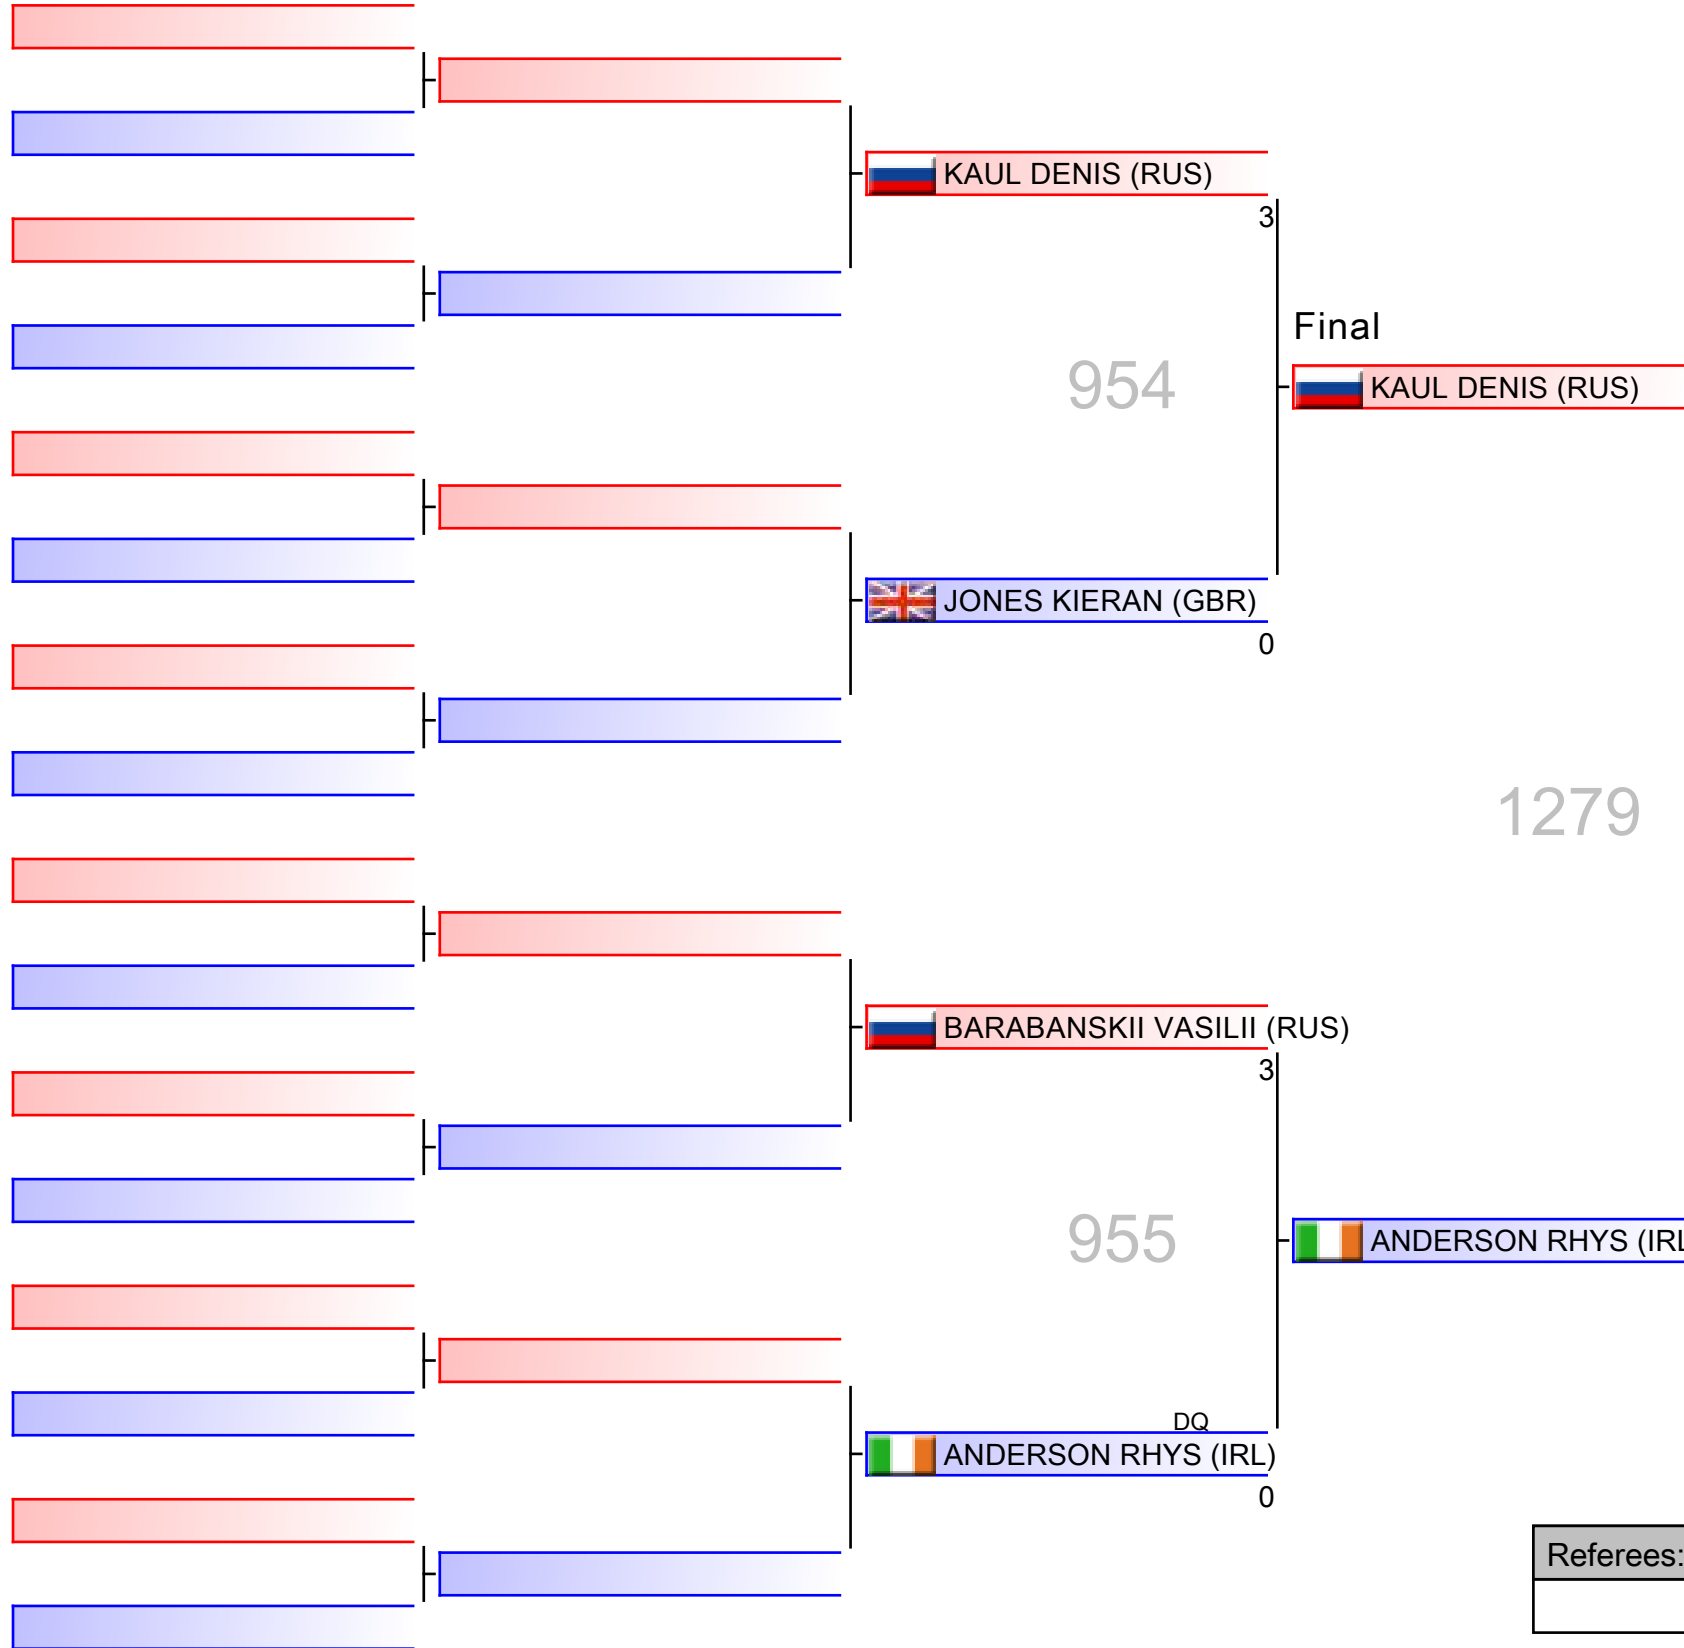 KAUL DENIS (RUS)
3
Final
954
KAUL DENIS (RUS)
JONES KIERAN (GBR)
0
1279
BARABANSKII VASILII (RUS)
3
955
ANDERSON RHYS (IRL
DQ
ANDERSON RHYS (IRL)
0
Referees: